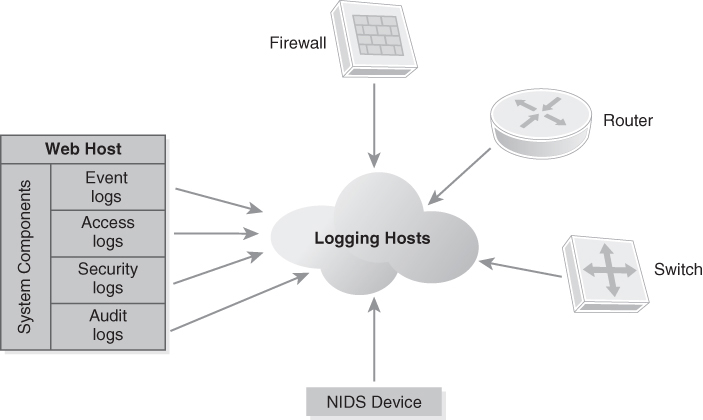 Firewall
Router
Web Host
System Components
Event
logs
Access
logs
Security
logs
Audit
logs
Logging Hosts
Switch
NIDS Device